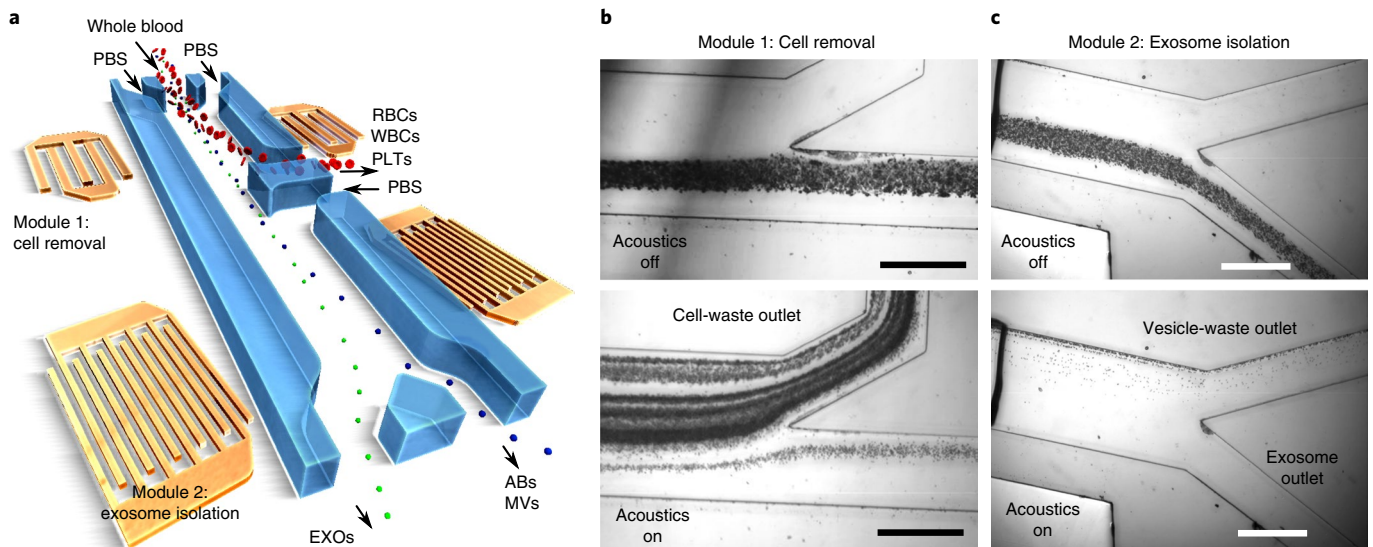 a
Whole blood
PBS
PBS
RBCs
WBCs
PLTs
PBS
Module 1:
cell removal
Module 2:
exosome isolation
ABs
MVs
EXOs
b
Module 1: Cell removal
Acoustics
off
Cell-waste outlet
Acoustics
on
c
Module 2: Exosome isolation
Acoustics
off
Vesicle-waste outlet
Exosome
outlet
Acoustics
on